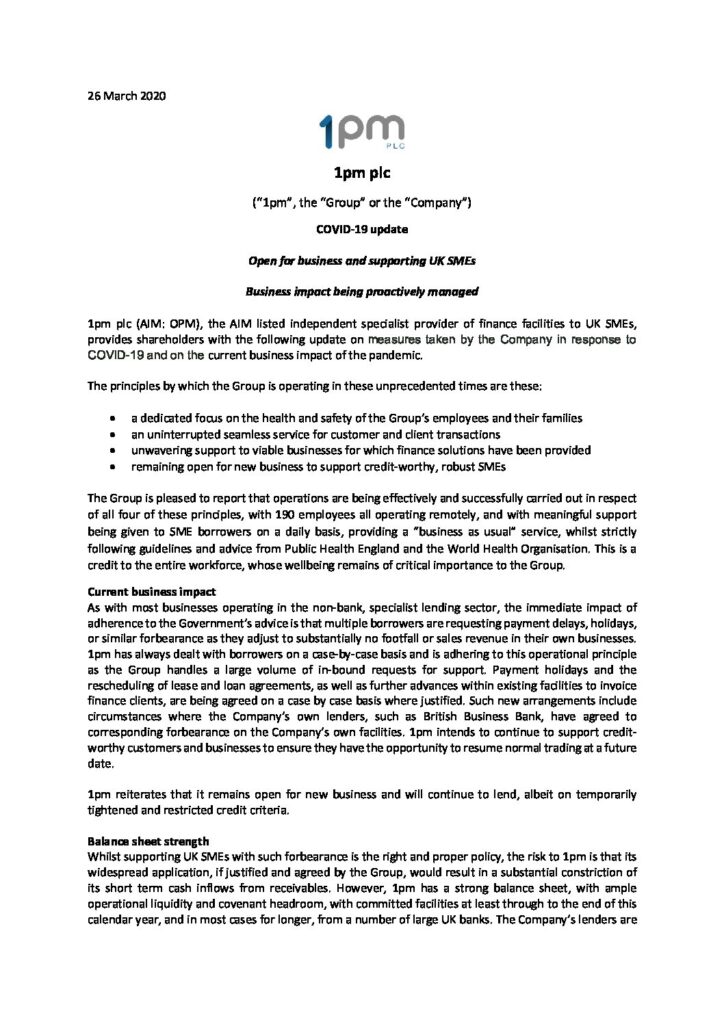 26 March 2020
1pm
PLC
1pm plc
("1pm", the "Group" or the "Company")
COVID-19 update
Open for business and supporting UK SMEs
Business impact being proactively managed
1pm plc (AIM: OPM), the AIM listed independent specialist provider of finance facilities to UK SMEs,
provides shareholders with the following update on measures taken by the Company in response to
COVID-19 and on the current business impact of the pandemic.
The principles by which the Group is operating in these unprecedented times are these:
• a dedicated focus on the health and safety of the Group's employees and their families
• an uninterrupted seamless service for customer and client transactions
• unwavering support to viable businesses for which finance solutions have been provided
• remaining open for new business to support credit-worthy, robust SMEs
The Group is pleased to report that operations are being effectively and successfully carried out in respect
of all four of these principles, with 190 employees all operating remotely, and with meaningful support
being given to SME borrowers on a daily basis, providing a "business as usual" service, whilst strictly
following guidelines and advice from Public Health England and the World Health Organisation. This is a
credit to the entire workforce, whose wellbeing remains of critical importance to the Group.
Current business impact
As with most businesses operating in the non-bank, specialist lending sector, the immediate impact of
adherence to the Government's advice is that multiple borrowers are requesting payment delays, holidays,
or similar forbearance as they adjust to substantially no footfall or sales revenue in their own businesses.
1pm has always dealt with borrowers on a case-by-case basis and is adhering to this operational principle
as the Group handles a large volume of in-bound requests for support. Payment holidays and the
rescheduling of lease and loan agreements, as well as further advances within existing facilities to invoice
finance clients, are being agreed on a case by case basis where justified. Such new arrangements include
circumstances where the Company's own lenders, such as British Business Bank, have agreed to
corresponding forbearance on the Company's own facilities. 1pm intends to continue to support credit-
worthy customers and businesses to ensure they have the opportunity to resume normal trading at a future
date.
1pm reiterates that it remains open for new business and will continue to lend, albeit on temporarily
tightened and restricted credit criteria.
Balance sheet strength
Whilst supporting UK SMEs with such forbearance is the right and proper policy, the risk to 1pm is that its
widespread application, if justified and agreed by the Group, would result in a substantial constriction of
its short term cash inflows from receivables. However, 1pm has a strong balance sheet, with ample
operational liquidity and covenant headroom, with committed facilities at least through to the end of this
calendar year, and in most cases for longer, from a number of large UK banks. The Company's lenders are